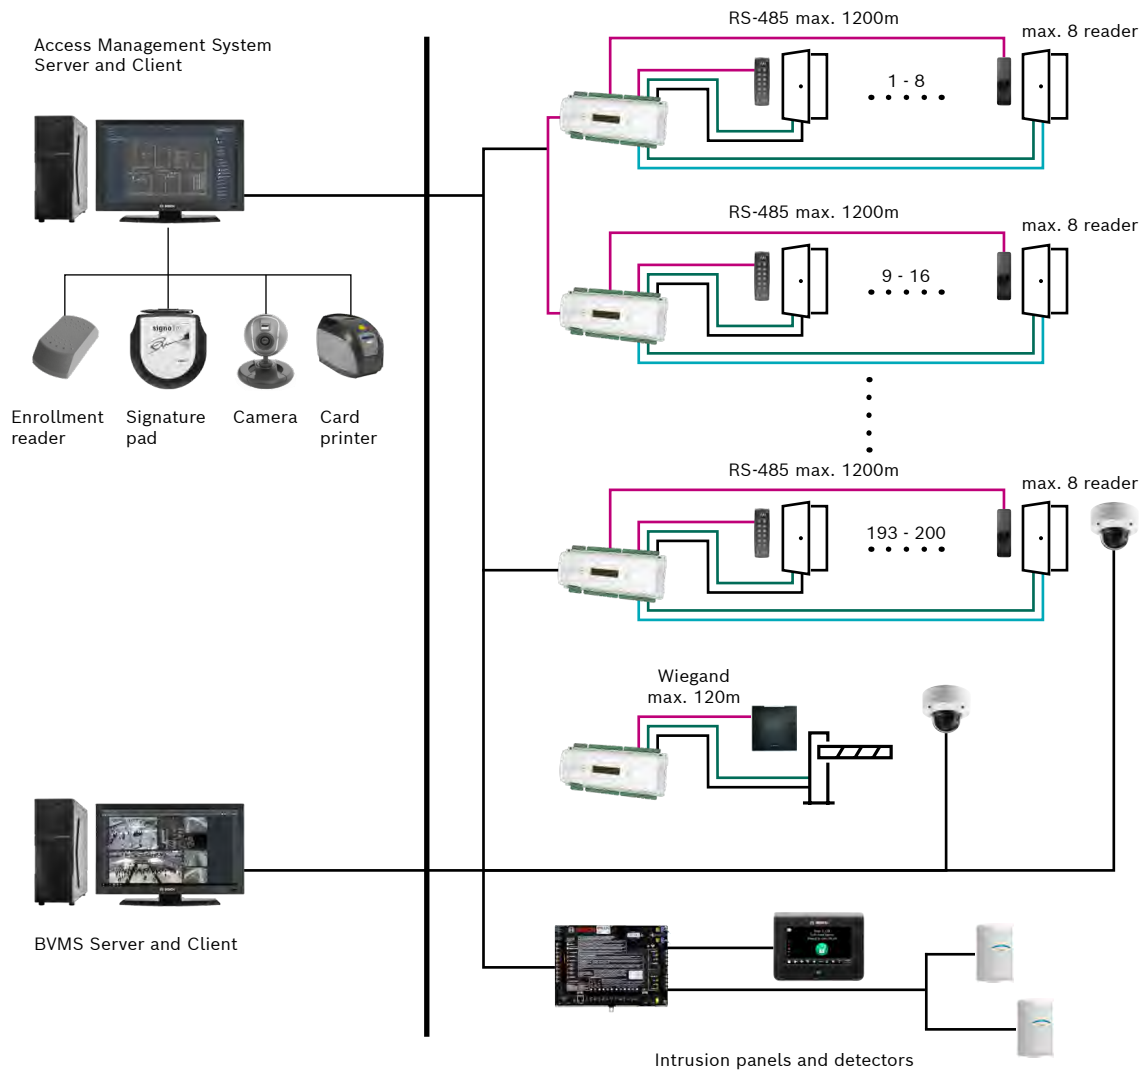 Access Management System
Server and Client
Enrollment
reader
Signature
pad
Camera
Card
printer
signo
RS-485 max. 1200m
max. 8 reader
1 - 8
RS-485 max. 1200m
max. 8 reader
9 - 16
RS-485 max. 1200m
max. 8 reader
193 - 200
Wiegand
max. 120m
BVMS Server and Client
BOSCH
Intrusion panels and detectors